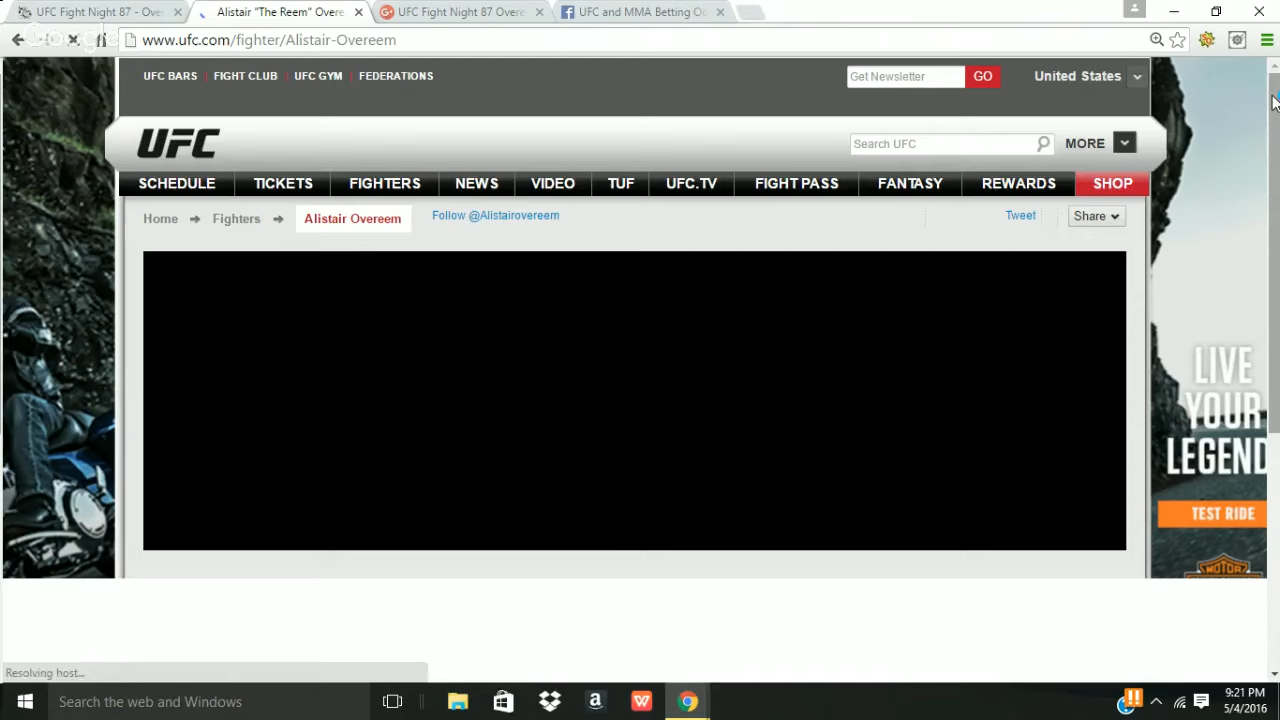 UFC Fight Night 87 - Over
Alistair "The Reem" Overe
UFC Fight Night 87 Overe
UFC and MMA Betting Od
www.ufc.com/fighter/Alistair-Overeem
UFC BARS FIGHT CLUB UFC GYM FEDERATIONS
Get Newsletter GO United States
UFC
Search UFC MORE
SCHEDULE TICKETS FIGHTERS NEWS VIDEO TUF UFC.TV FIGHT PASS FANTASY REWARDS SHOP
Home Fighters Alistair Overeem Follow @Alistairovereem Tweet Share
LIVE
YOUR
LEGEND
TEST RIDE
MOTOR
Resolving host...
Search the web and Windows
9:21 PM
5/4/2016